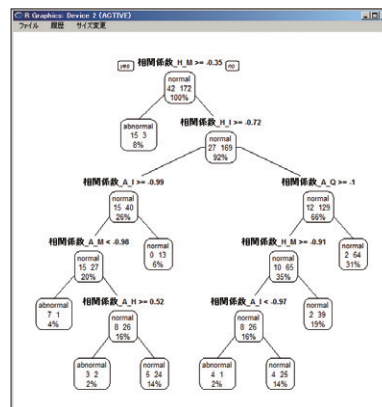 R Graphics: Device 2 (ACTIVE)
ファイル 履歴 サイズ変更
yes 相関係数_H_M >= -0.35 no
normal
42 172
100%
相関係数_H_I >= -0.72
abnormal
15 3
8%
normal
27 169
92%
相関係数_A_I >= -0.99
相関係数_A_Q >= -1
normal
15 40
26%
normal
12 129
66%
相関係数_A_M < -0.98
相関係数_H_M >= -0.91
normal
15 27
20%
normal
0 13
6%
normal
10 65
35%
normal
2 64
31%
相関係数_A_H >= 0.52
相関係数_A_I < -0.97
abnormal
7 1
4%
normal
8 26
16%
normal
8 26
16%
normal
2 39
19%
abnormal
3 2
2%
normal
5 24
14%
abnormal
4 1
2%
normal
4 25
14%